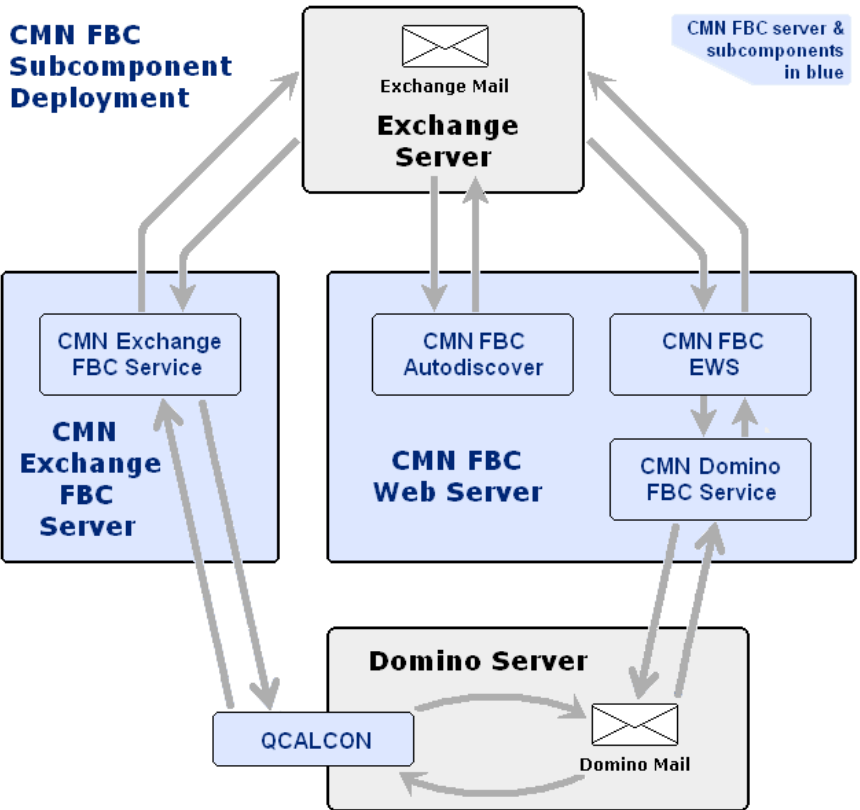 CMN FBC
Subcomponent
Deployment
CMN FBC server &
subcomponents
in blue
Exchange Mail
Exchange
Server
CMN Exchange
FBC Service
CMN
Exchange
FBC
Server
CMN FBC
Autodiscover
CMN FBC
EWS
CMN FBC
Web Server
CMN Domino
FBC Service
Domino Server
QCALCON
Domino Mail